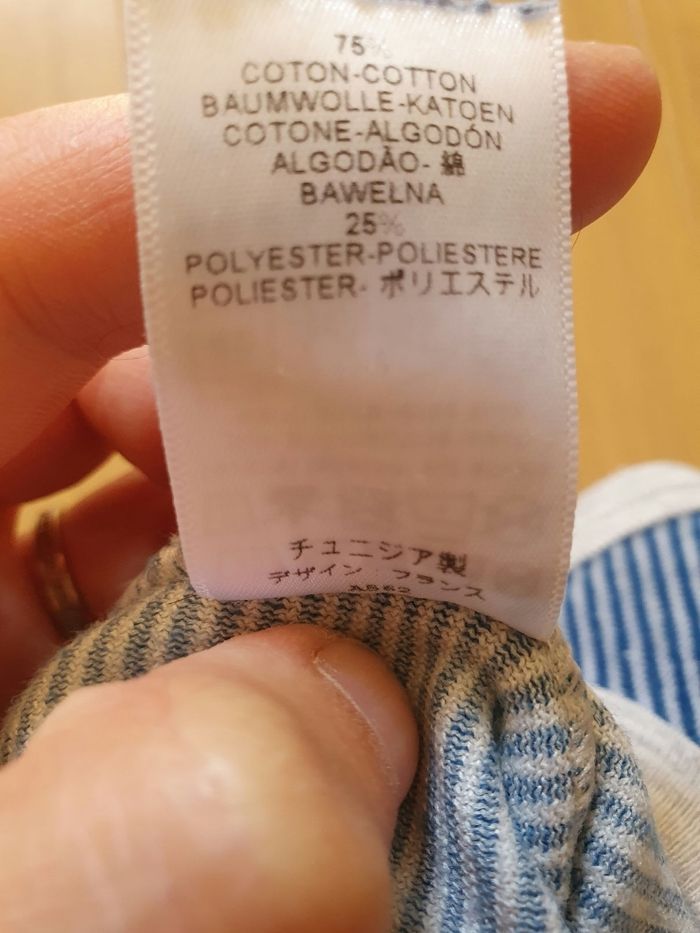 75%
COTON-COTTON
BAUMWOLLE-KATOEN
COTONE-ALGODÓN
ALGODÃO- 綿
BAWEŁNA
25%
POLYESTER-POLIESTERE
POLIESTER- ポリエステル
チュニジア製
デザイン フランス